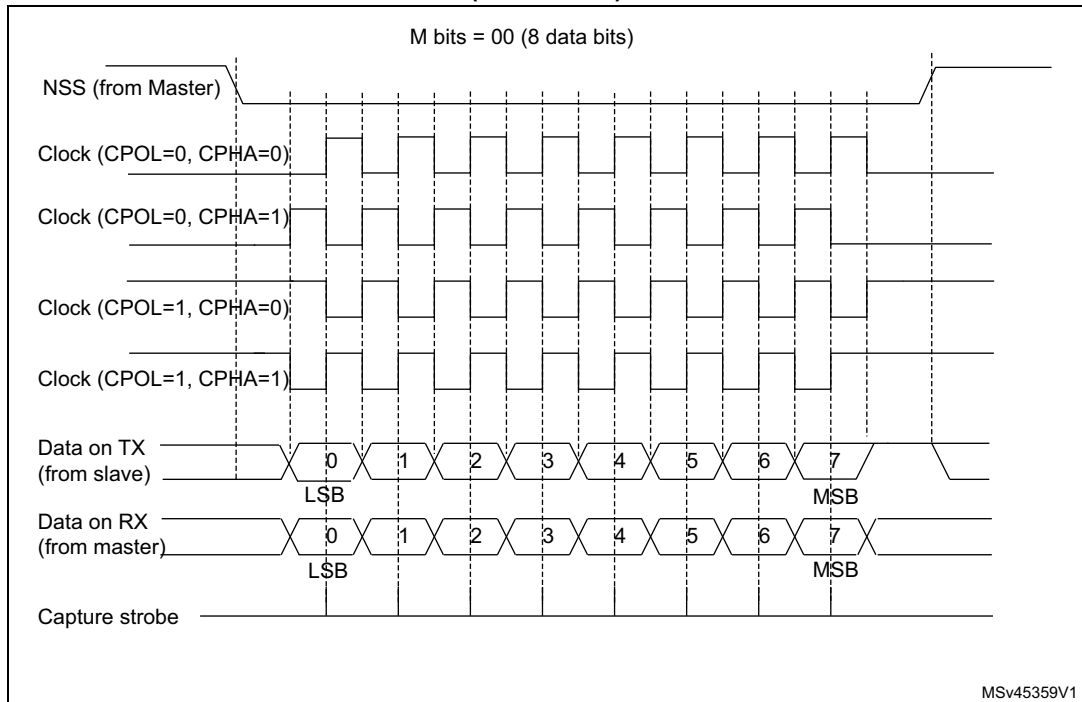 M bits = 00 (8 data bits)
NSS (from Master)
Clock (CPOL=0, CPHA=0)
Clock (CPOL=0, CPHA=1)
Clock (CPOL=1, CPHA=0)
Clock (CPOL=1, CPHA=1)
Data on TX
(from slave)
0 1 2 3 4 5 6 7
LSB MSB
Data on RX
(from master)
0 1 2 3 4 5 6 7
LSB MSB
Capture strobe
MSv45359V1